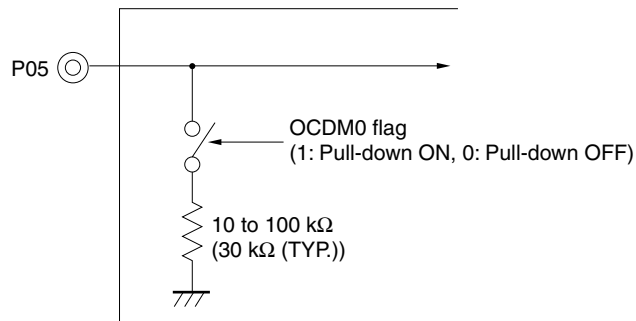 P05
OCDM0 flag
(1: Pull-down ON, 0: Pull-down OFF)
10 to 100 kΩ
(30 kΩ (TYP.))